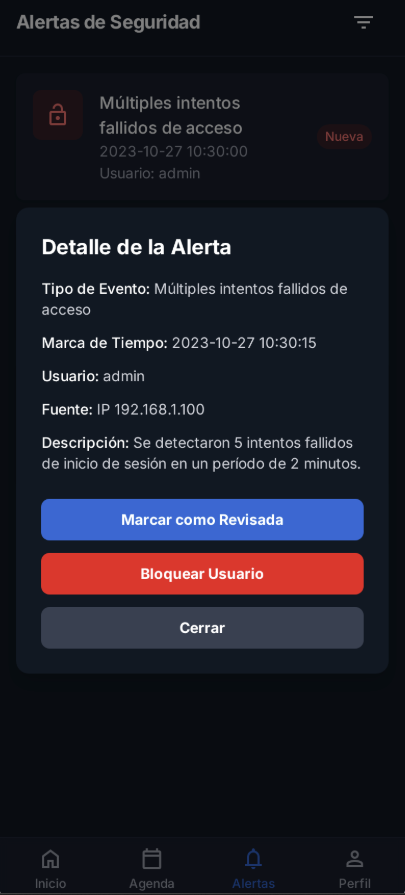 Alertas de Seguridad
Múltiples intentos
fallidos de acceso
2023-10-27 10:30:00
Usuario: admin
Nueva
Detalle de la Alerta
Tipo de Evento: Múltiples intentos fallidos de
acceso
Marca de Tiempo: 2023-10-27 10:30:15
Usuario: admin
Fuente: IP 192.168.1.100
Descripción: Se detectaron 5 intentos fallidos
de inicio de sesión en un período de 2 minutos.
Marcar como Revisada
Bloquear Usuario
Cerrar
Inicio
Agenda
Alertas
Perfil